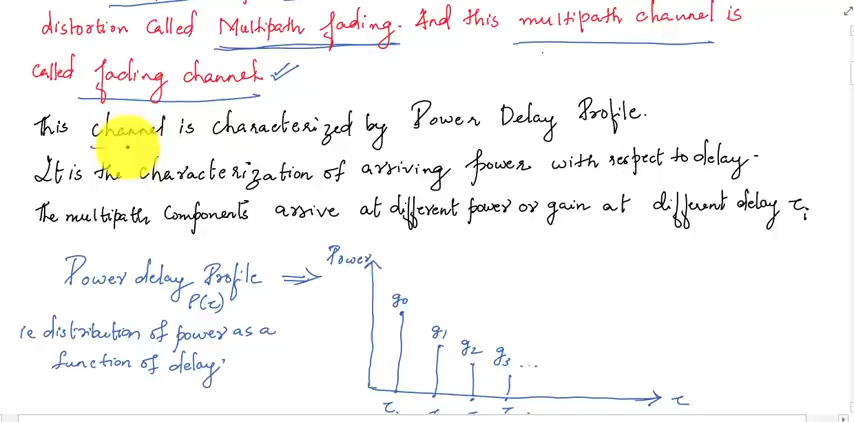 distortion called Multipath fading. And this multipath channel is
called fading channel
This channel is characterized by Power Delay Profile.
It is the characterization of arriving power with respect to delay.
The multipath components arrive at different power or gain at different delay τi
Power delay Profile ⇒
P(τ)
ie distribution of power as a
function of delay.
Power
g0
g1
g2
g3 ...
τ